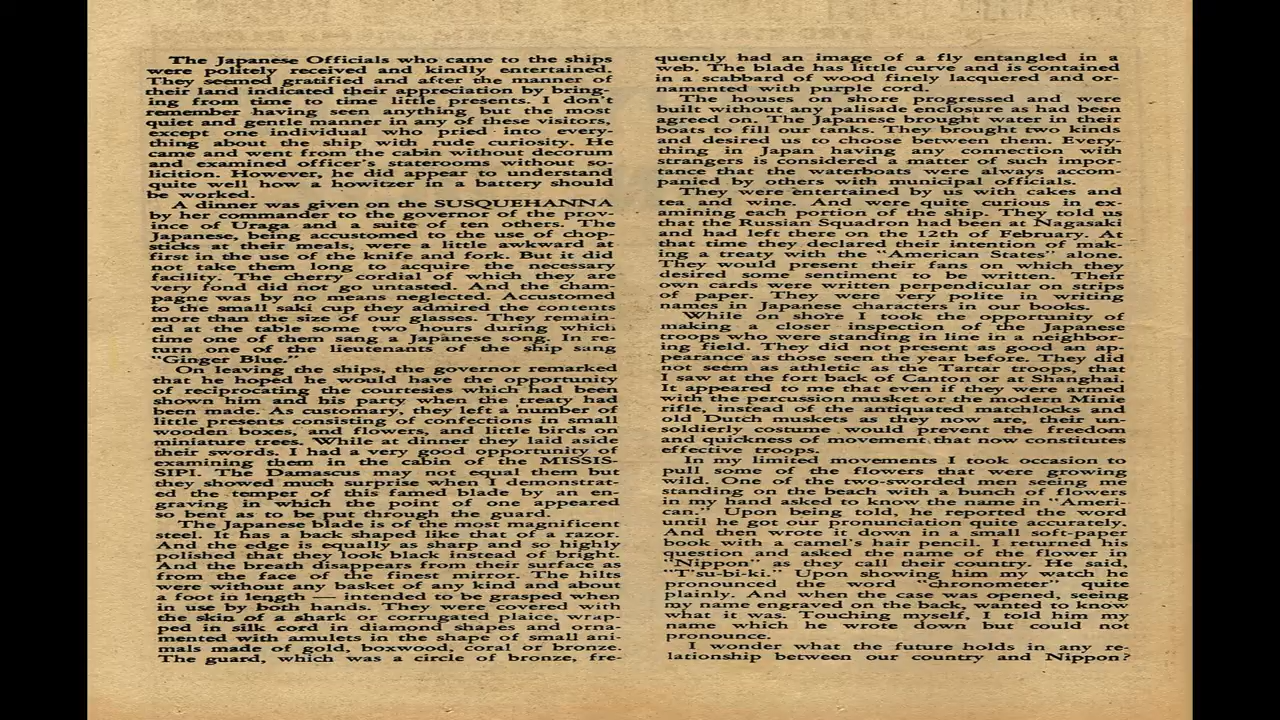 The Japanese Officials who came to the ships
were politely received and kindly entertained.
They seemed gratified and after the manner of
their land indicated their appreciation by bring-
ing from time to time little presents. I don't
remember having seen anything but the most
quiet and gentle manner in any of these visitors,
except one individual who pried into every-
thing about the ship with rude curiosity. He
came and went from the cabin without decorum
and examined officer's staterooms without so-
licition. However, he did appear to understand
quite well how a howitzer in a battery should
be worked.
A dinner was given on the SUSQUEHANNA
by her commander to the governor of the prov-
ince of Uraga and a suite of ten others. The
Japanese, being accustomed to the use of chop-
sticks at their meals, were a little awkward at
first in the use of the knife and fork. But it did
not take them long to acquire the necessary
facility. The cherry cordial of which they are
very fond did not go untasted. And the cham-
pagne was by no means neglected. Accustomed
to the small saki cup they admired the contents
more than the size of our glasses. They remain-
ed at the table some two hours during which
time one of them sang a Japanese song. In re-
turn one of the lieutenants of the ship sang
"Ginger Blue."
On leaving the ships, the governor remarked
that he hoped he would have the opportunity
of reciprocating the courtesies which had been
shown him and his party when the treaty had
been made. As customary, they left a number of
little presents consisting of confections in small
wooden boxes, and flowers, and little birds on
miniature trees. While at dinner they laid aside
their swords. I had a very good opportunity of
examining them in the cabin of the MISSIS-
SIPI. The Damascus may not equal them but
they showed much surprise when I demonstrat-
ed the temper of this famed blade by an en-
graving in which the point of one appeared
so bent as to be put through the guard.
The Japanese blade is of the most magnificent
steel. It has a back shaped like that of a razor.
And the edge is equally as sharp and so highly
polished that they look black instead of bright.
And the breath disappears from their surface as
from the face of the finest mirror. The hilts
were without any basket of any kind and about
a foot in length — intended to be grasped when
in use by both hands. They were covered with
the skin of a shark or corrugated plaice, wrap-
ped in silk cord in diamond shapes and orna-
mented with amulets in the shape of small ani-
mals made of gold, boxwood, coral or bronze.
The guard, which was a circle of bronze, fre-
quently had an image of a fly entangled in a
web. The blade has little curve and is contained
in a scabbard of wood finely lacquered and or-
namented with purple cord.
The houses on shore progressed and were
built without any palisade enclosure as had been
agreed on. The Japanese brought water in their
boats to fill our tanks. They brought two kinds
and desired us to choose between them. Every-
thing in Japan having any connection with
strangers is considered a matter of such impor-
tance that the waterboats were always accom-
panied by others with municipal officials.
They were entertained by us with cakes and
tea and wine. And were quite curious in ex-
amining each portion of the ship. They told us
that the Russian Squadron had been at Nagasaki
and had left there on the 12th of February. At
that time they declared their intention of mak-
ing a treaty with the "American States" alone.
They would present their fans on which they
desired some sentiment to be written. Their
own cards were written perpendicular on strips
of paper. They were very polite in writing
names in Japanese characters in our books.
While on shore I took the opportunity of
making a closer inspection of the Japanese
troops who were standing in line in a neighbor-
ing field. They did not present as good an ap-
pearance as those seen the year before. They did
not seem as athletic as the Tartar troops, that
I saw at the fort back of Canton or at Shanghai.
It appeared to me that even if they were armed
with the percussion musket or the modern Minie
rifle, instead of the antiquated matchlocks and
old Dutch muskets as they now are, their un-
soldierly costume would prevent the freedom
and quickness of movement that now constitutes
effective troops.
In my limited movements I took occasion to
pull some of the flowers that were growing
wild. One of the two-sworded men seeing me
standing on the beach with a bunch of flowers
in my hand asked to know the name in "Ameri-
can." Upon being told, he reported the word
until he got our pronunciation quite accurately.
And then wrote it down in a small soft-paper
book with a camel's hair pencil. I returned his
question and asked the name of the flower in
"Nippon" as they call their country. He said,
"T'su-bi-ki." Upon showing him my watch he
pronounced the word "chronometer" quite
plainly. And when the case was opened, seeing
my name engraved on the back, wanted to know
what it was. Touching myself, I told him my
name which he wrote down but could not
pronounce.
I wonder what the future holds in any re-
lationship between our country and Nippon?